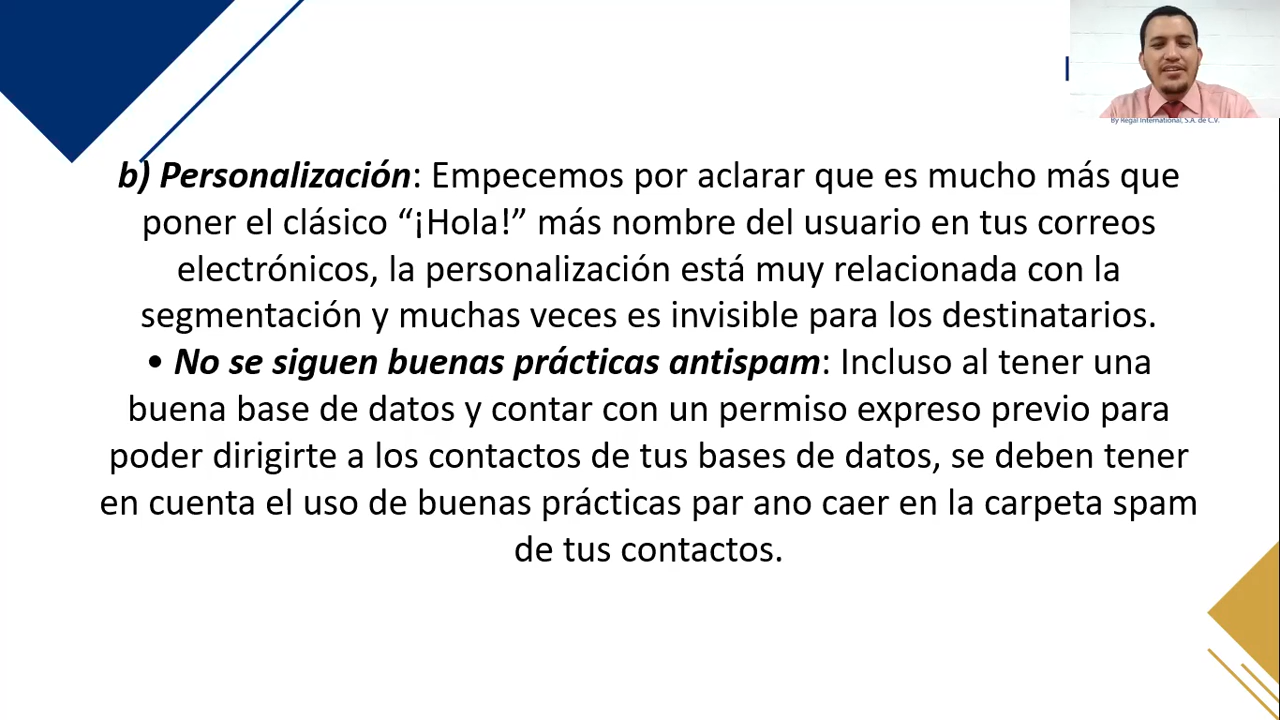 By Regal International, S.A. de C.V.
b) Personalización: Empecemos por aclarar que es mucho más que
poner el clásico “¡Hola!” más nombre del usuario en tus correos
electrónicos, la personalización está muy relacionada con la
segmentación y muchas veces es invisible para los destinatarios.
• No se siguen buenas prácticas antispam: Incluso al tener una
buena base de datos y contar con un permiso expreso previo para
poder dirigirte a los contactos de tus bases de datos, se deben tener
en cuenta el uso de buenas prácticas par ano caer en la carpeta spam
de tus contactos.